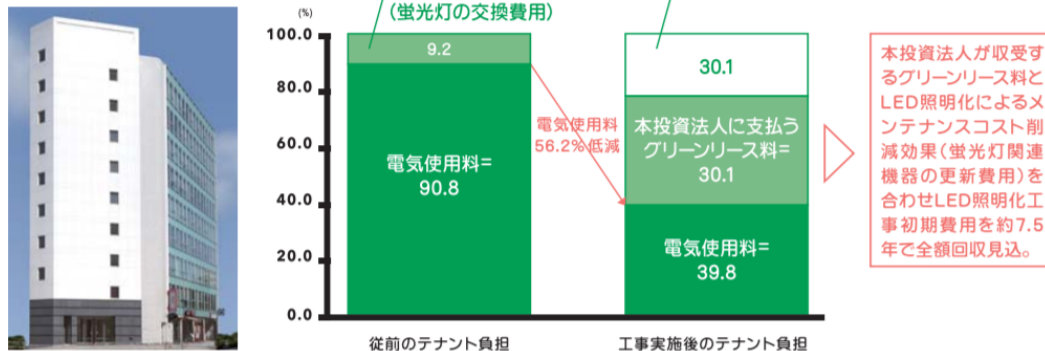 (%)
(蛍光灯の交換費用)
100.0
80.0
60.0
40.0
20.0
0.0
9.2
電気使用料=
90.8
電気使用料
56.2%低減
30.1
本投資法人に支払う
グリーンリース料=
30.1
電気使用料=
39.8
従前のテナント負担
工事実施後のテナント負担
本投資法人が収受す
るグリーンリース料と
LED照明化によるメ
ンテナンスコスト削
減効果(蛍光灯関連
機器の更新費用)を
合わせLED照明化工
事初期費用を約7.5
年で全額回収見込。